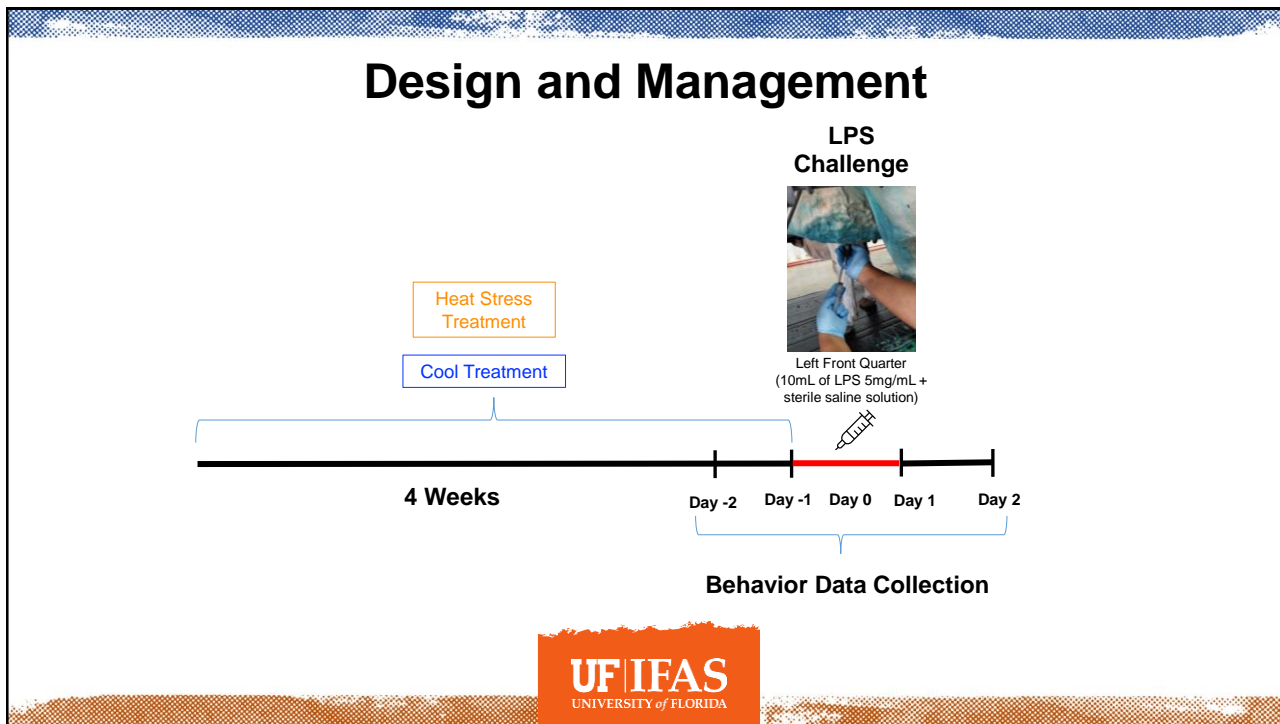 Design and Management
LPS
Challenge
Heat Stress
Treatment
Cool Treatment
Left Front Quarter
(10mL of LPS 5mg/mL +
sterile saline solution)
4 Weeks
Day -2
Day -1
Day 0
Day 1
Day 2
Behavior Data Collection
UF|IFAS
UNIVERSITY of FLORIDA